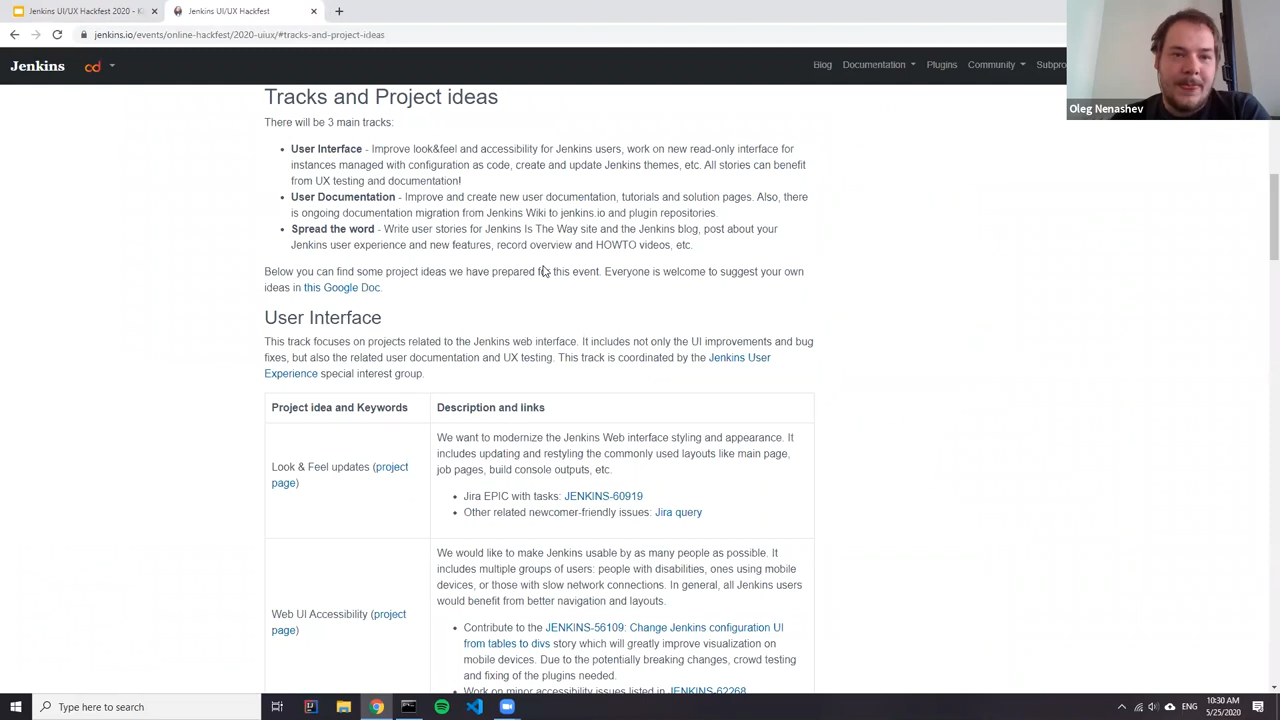 Jenkins UI/UX Hackfest 2020 - Ki
Jenkins UI/UX Hackfest
jenkins.io/events/online-hackfest/2020-uiux/#tracks-and-project-ideas
Jenkins
cd
Blog
Documentation
Plugins
Community
Subpro
Oleg Nenashev
Tracks and Project ideas
There will be 3 main tracks:
User Interface - Improve look&feel and accessibility for Jenkins users, work on new read-only interface for
instances managed with configuration as code, create and update Jenkins themes, etc. All stories can benefit
from UX testing and documentation!
User Documentation - Improve and create new user documentation, tutorials and solution pages. Also, there
is ongoing documentation migration from Jenkins Wiki to jenkins.io and plugin repositories.
Spread the word - Write user stories for Jenkins Is The Way site and the Jenkins blog, post about your
Jenkins user experience and new features, record overview and HOWTO videos, etc.
Below you can find some project ideas we have prepared for this event. Everyone is welcome to suggest your own
ideas in this Google Doc.
User Interface
This track focuses on projects related to the Jenkins web interface. It includes not only the UI improvements and bug
fixes, but also the related user documentation and UX testing. This track is coordinated by the Jenkins User
Experience special interest group.
Project idea and Keywords
Description and links
Look & Feel updates (project
page)
We want to modernize the Jenkins Web interface styling and appearance. It
includes updating and restyling the commonly used layouts like main page,
job pages, build console outputs, etc.
Jira EPIC with tasks: JENKINS-60919
Other related newcomer-friendly issues: Jira query
Web UI Accessibility (project
page)
We would like to make Jenkins usable by as many people as possible. It
includes multiple groups of users: people with disabilities, ones using mobile
devices, or those with slow network connections. In general, all Jenkins users
would benefit from better navigation and layouts.
Contribute to the JENKINS-56109: Change Jenkins configuration UI
from tables to divs story which will greatly improve visualization on
mobile devices. Due to the potentially breaking changes, crowd testing
and fixing of the plugins needed.
Work on minor accessibility issues listed in JENKINS-62268
Type here to search
ENG
10:30 AM
5/25/2020